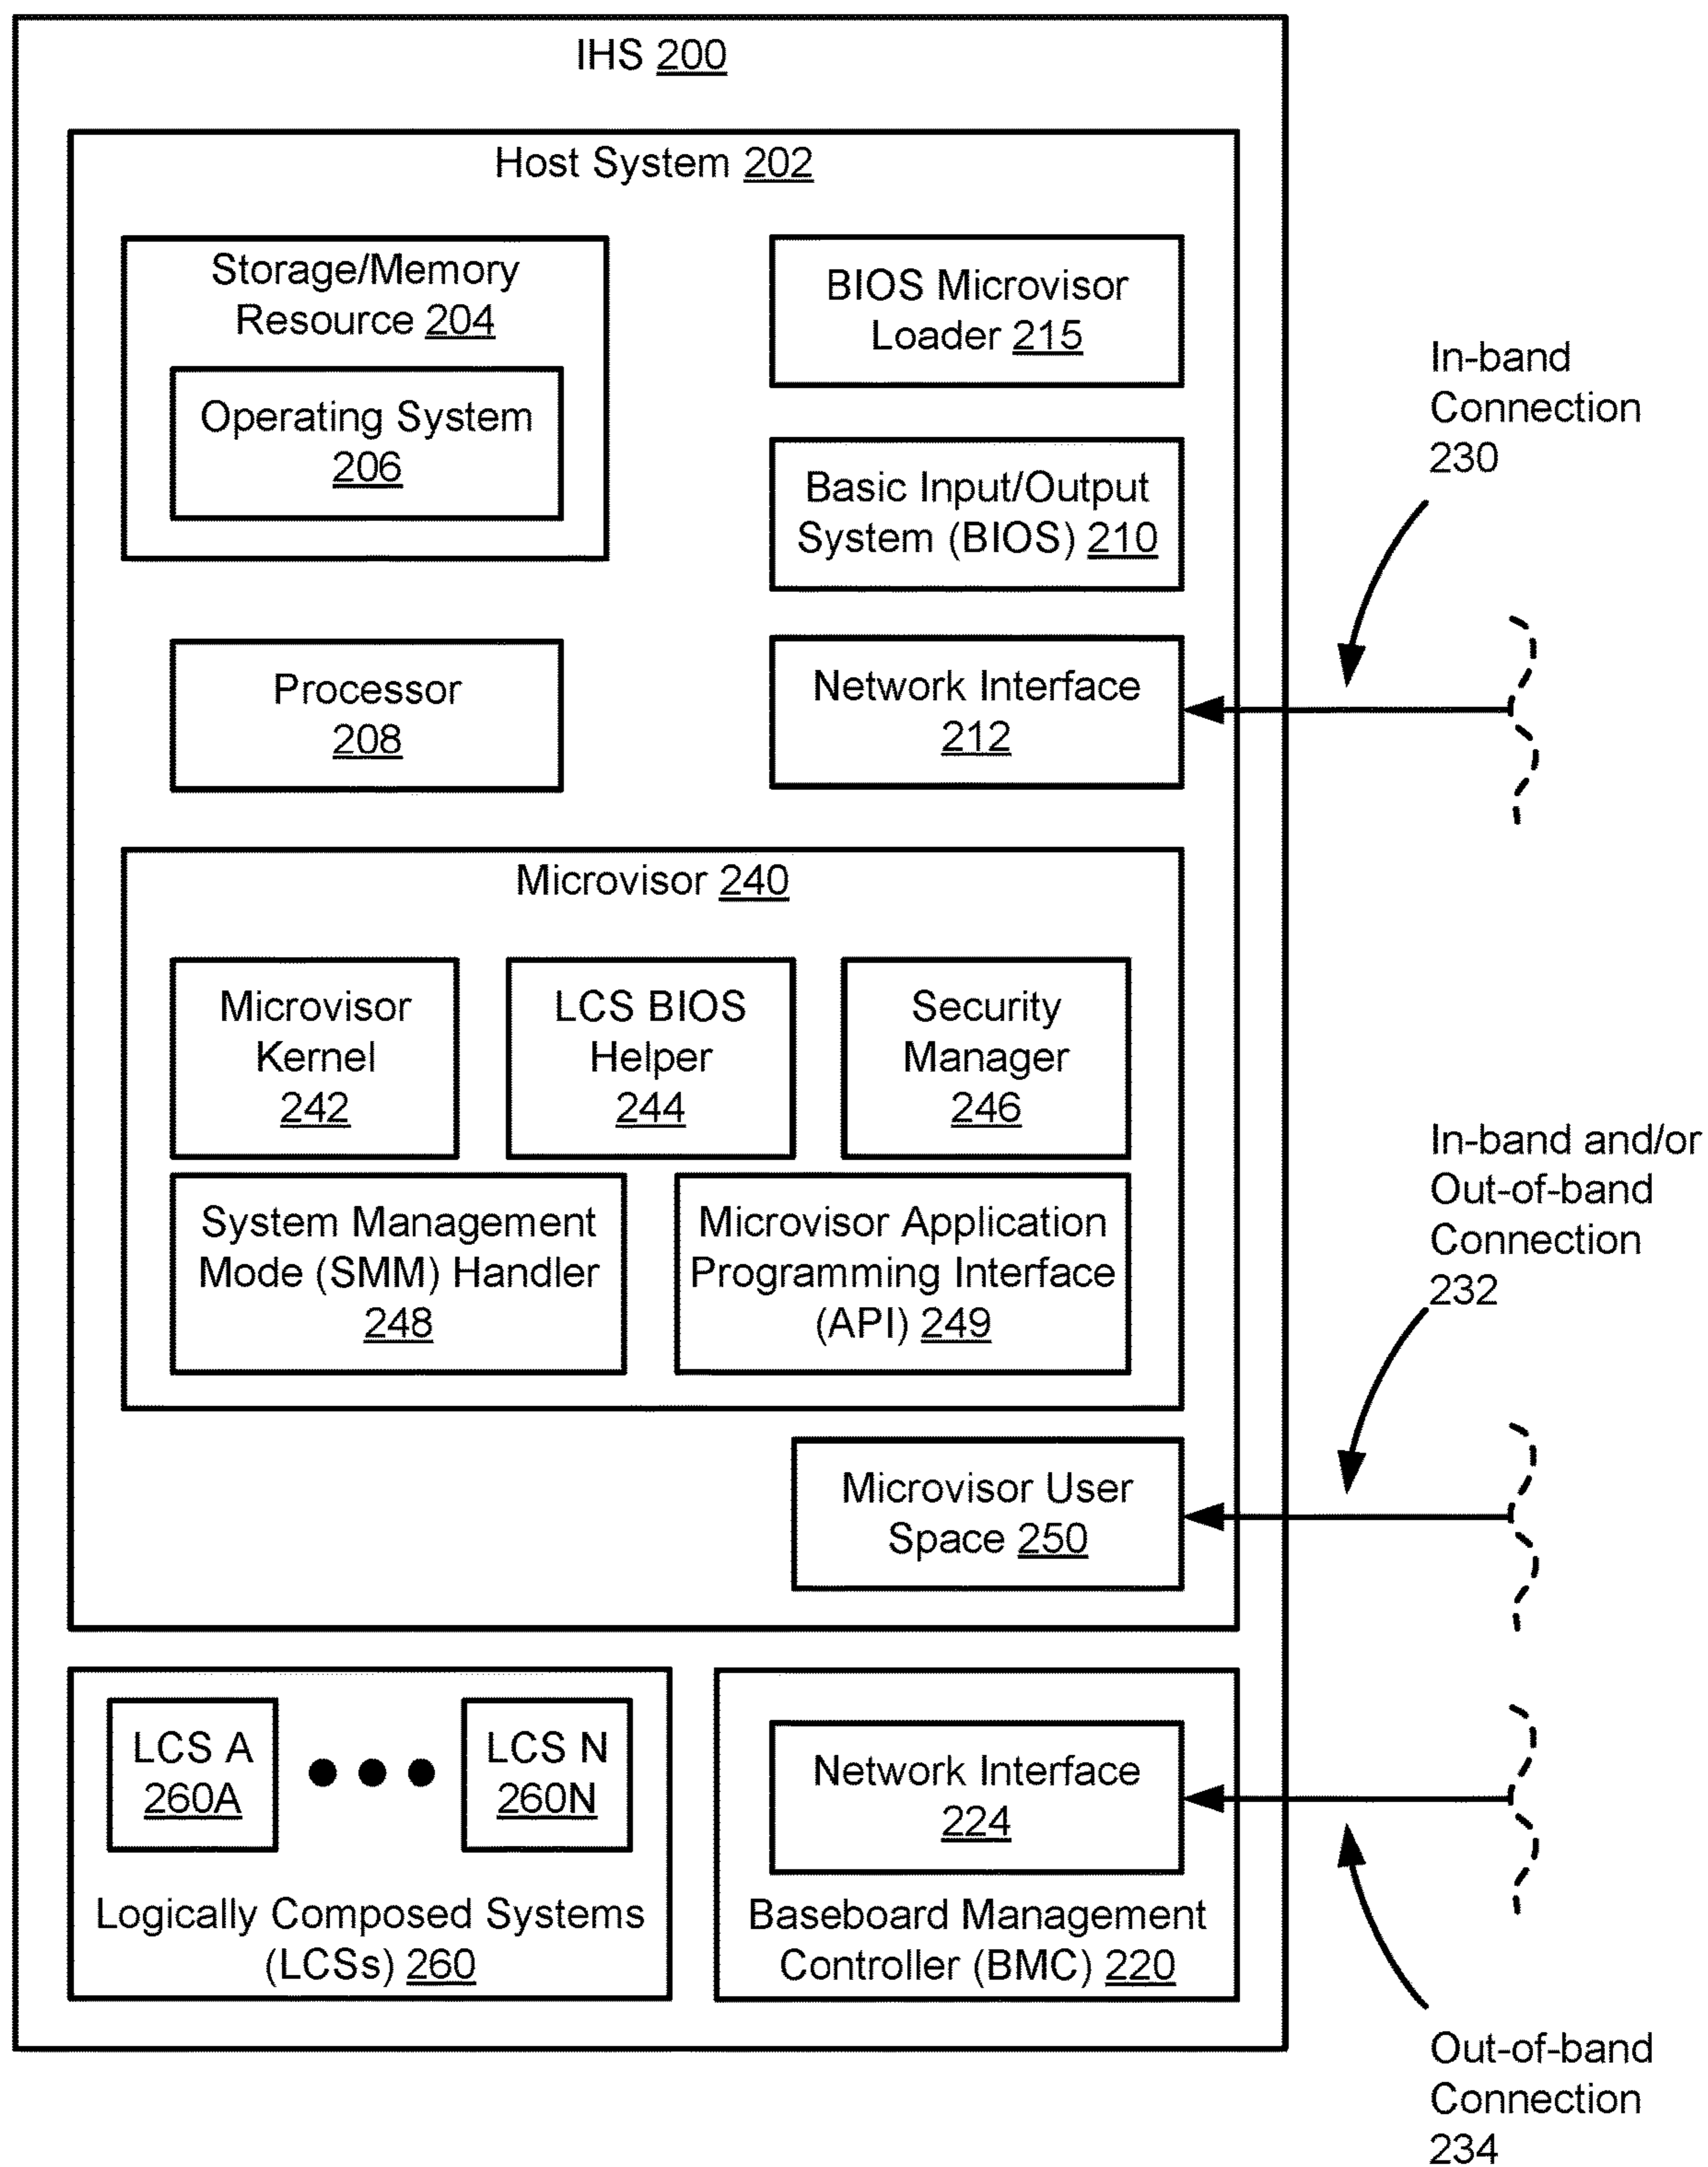 IHS 200
Host System 202
Storage/Memory
Resource 204
Operating System
206
BIOS Microvisor
Loader 215
Basic Input/Output
System (BIOS) 210
Processor
208
Network Interface
212
In-band
Connection
230
Microvisor 240
Microvisor
Kernel
242
LCS BIOS
Helper
244
Security
Manager
246
System Management
Mode (SMM) Handler
248
Microvisor Application
Programming Interface
(API) 249
In-band and/or
Out-of-band
Connection
232
Microvisor User
Space 250
LCS A
260A
LCS N
260N
Logically Composed Systems
(LCSs) 260
Network Interface
224
Baseboard Management
Controller (BMC) 220
Out-of-band
Connection
234